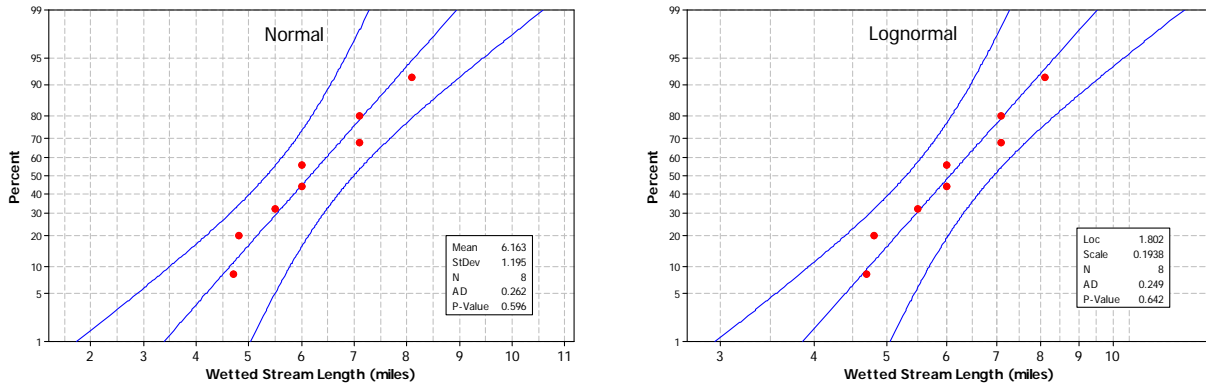 Normal
99
95
90
80
70
60
50
40
30
20
10
5
1
Percent
2 3 4 5 6 7 8 9 10 11
Wetted Stream Length (miles)
Mean 6.163
StDev 1.195
N 8
AD 0.262
P-Value 0.596
Lognormal
99
95
90
80
70
60
50
40
30
20
10
5
1
Percent
3 4 5 6 7 8 9 10
Wetted Stream Length (miles)
Loc 1.802
Scale 0.1938
N 8
AD 0.249
P-Value 0.642